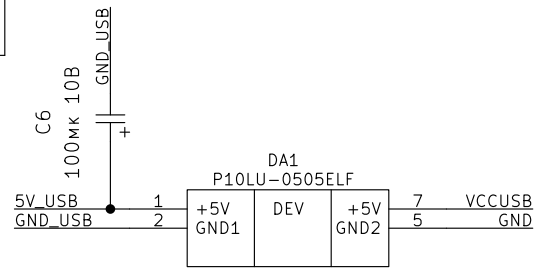 GND_USB
C6
100мк 10В
+
DA1
P10LU-0505ELF
5V_USB 1 +5V DEV +5V 7 VCCUSB
GND_USB 2 GND1 GND2 5 GND